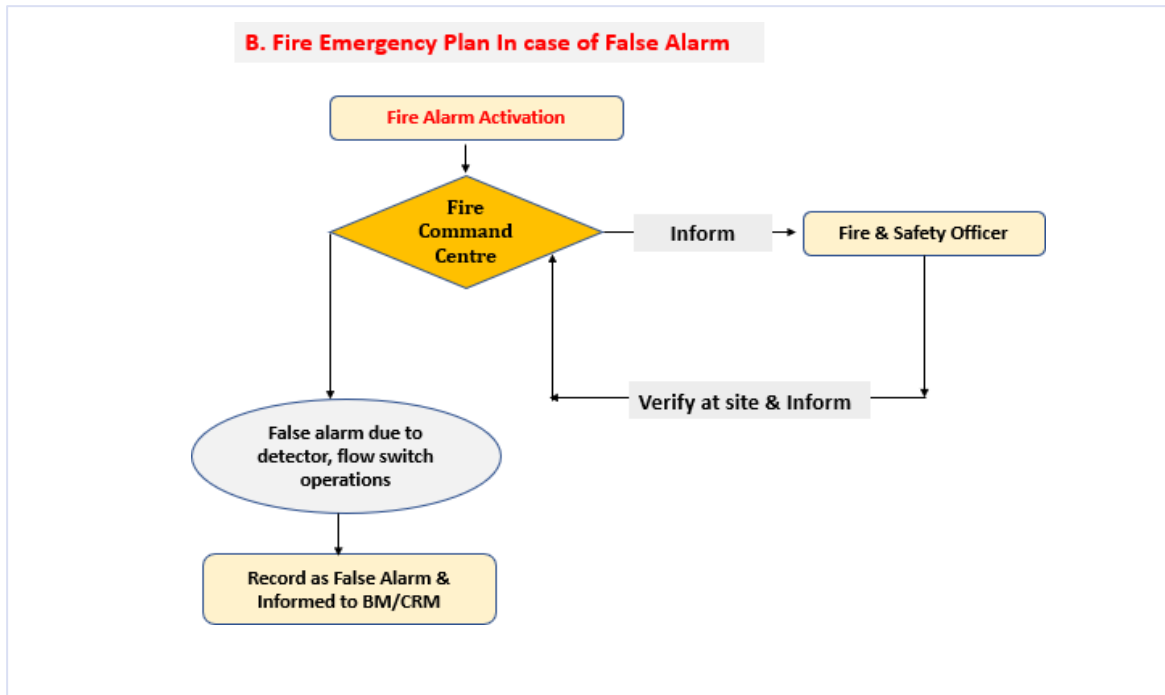 B. Fire Emergency Plan In case of False Alarm
Fire Alarm Activation
Fire
Command
Centre
Inform
Fire & Safety Officer
Verify at site & Inform
False alarm due to
detector, flow switch
operations
Record as False Alarm &
Informed to BM/CRM